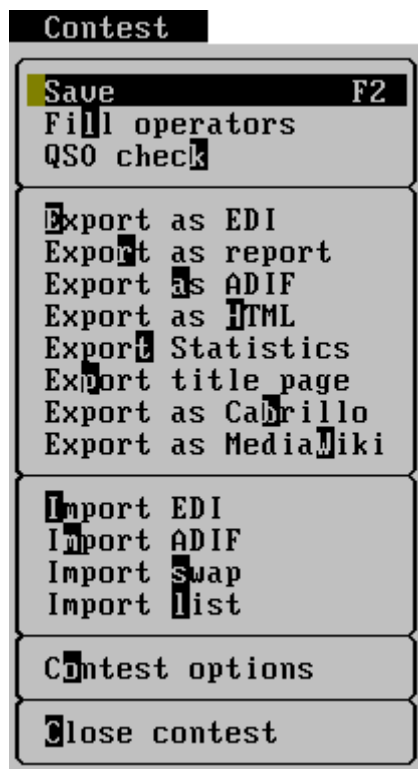 Contest
Save F2
Fill operators
QSO check
Export as EDI
Export as report
Export as ADIF
Export as HTML
Export Statistics
Export title page
Export as Cabrillo
Export as MediaWiki
Import EDI
Import ADIF
Import swap
Import list
Contest options
Close contest